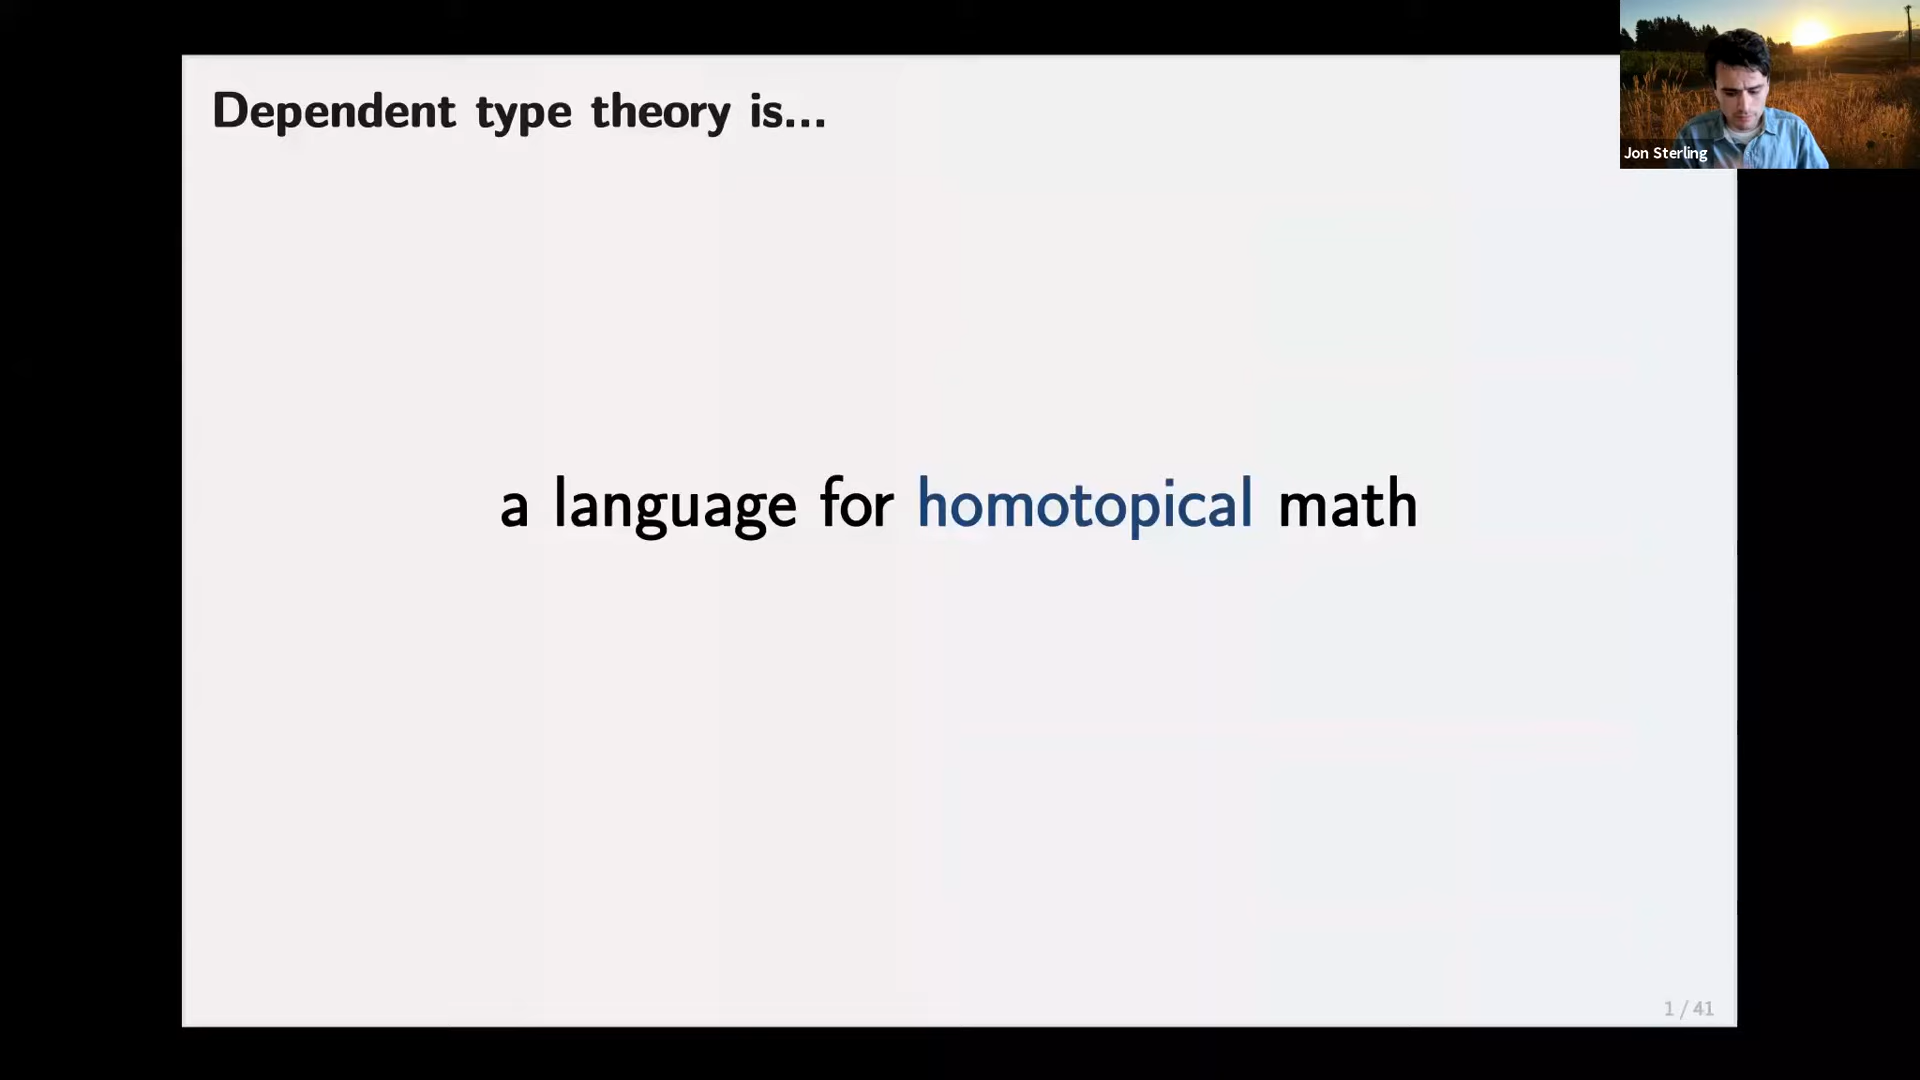 Dependent type theory is...
Jon Sterling
a language for homotopical math
1 / 41